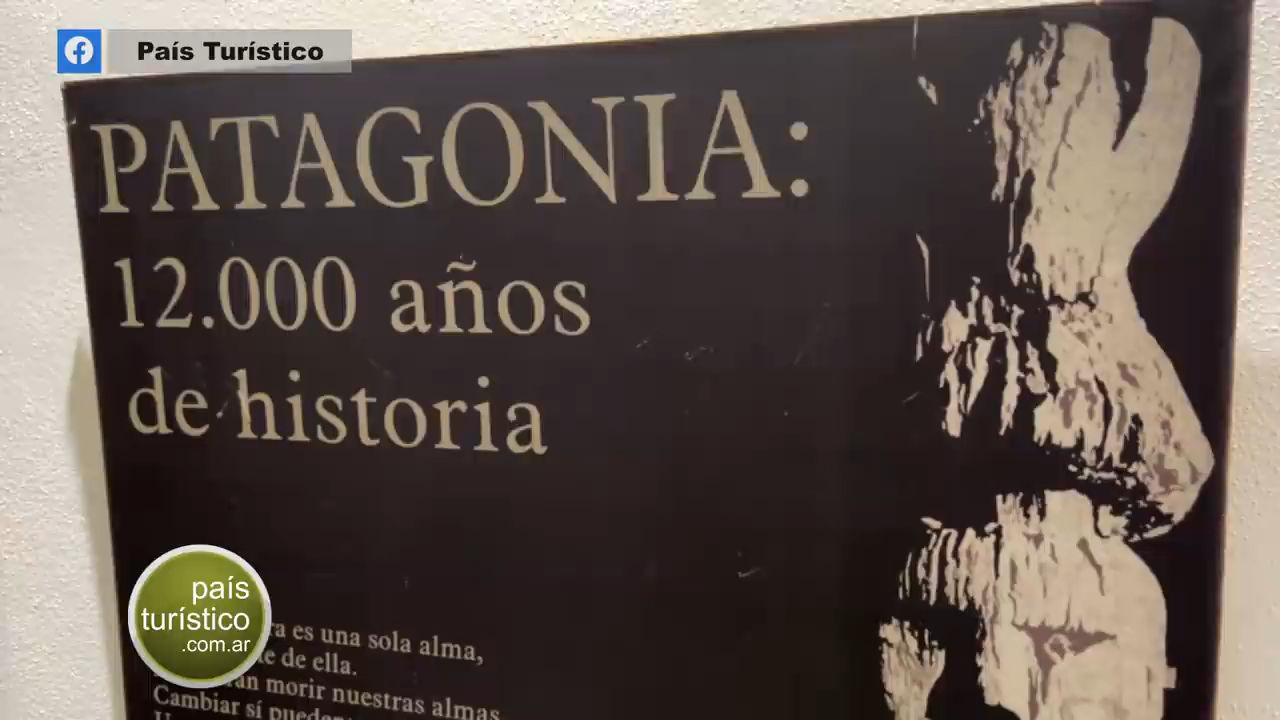 País Turístico
PATAGONIA:
12.000 años
de historia
país
turístico
.com.ar
es una sola alma,
de ella.
morir nuestras almas
Cambiar sí